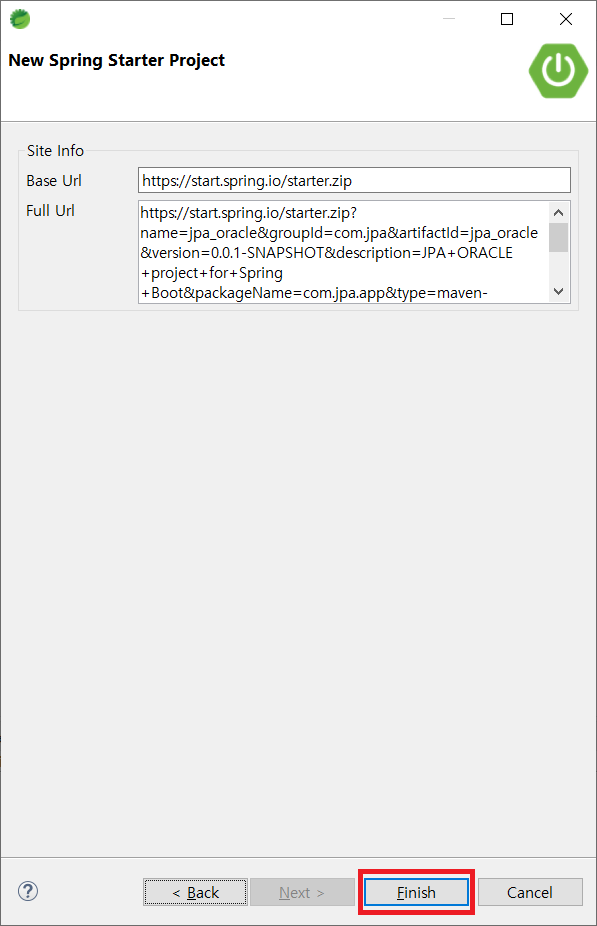 New Spring Starter Project
Site Info
Base Url
https://start.spring.io/starter.zip
Full Url
https://start.spring.io/starter.zip?
name=jpa_oracle&groupId=com.jpa&artifactId=jpa_oracle
&version=0.0.1-SNAPSHOT&description=JPA+ORACLE
+project+for+Spring
+Boot&packageName=com.jpa.app&type=maven-
?
< Back
Next >
Finish
Cancel